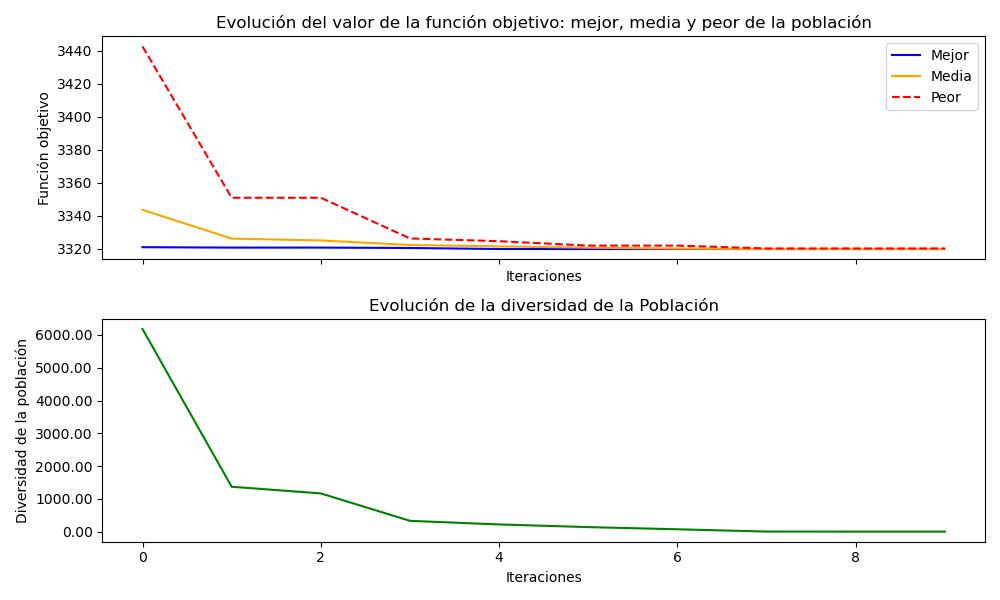 Evolución del valor de la función objetivo: mejor, media y peor de la población
Función objetivo
3440
3420
3400
3380
3360
3340
3320
Mejor
Media
Peor
Iteraciones
Evolución de la diversidad de la Población
Diversidad de la población
6000.00
5000.00
4000.00
3000.00
2000.00
1000.00
0.00
0 2 4 6 8
Iteraciones